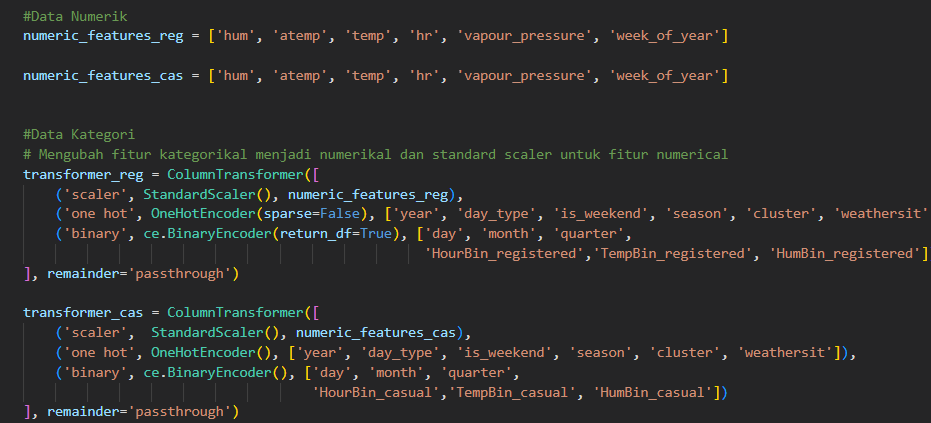 #Data Numerik
numeric_features_reg = ['hum', 'atemp', 'temp', 'hr', 'vapour_pressure', 'week_of_year']
numeric_features_cas = ['hum', 'atemp', 'temp', 'hr', 'vapour_pressure', 'week_of_year']
#Data Kategori
# Mengubah fitur kategorikal menjadi numerikal dan standard scaler untuk fitur numerical
transformer_reg = ColumnTransformer([
('scaler', StandardScaler(), numeric_features_reg),
('one hot', OneHotEncoder(sparse=False), ['year', 'day_type', 'is_weekend', 'season', 'cluster', 'weathersit'
('binary', ce.BinaryEncoder(return_df=True), ['day', 'month', 'quarter',
'HourBin_registered','TempBin_registered', 'HumBin_registered']
], remainder='passthrough')
transformer_cas = ColumnTransformer([
('scaler',  StandardScaler(), numeric_features_cas),
('one hot', OneHotEncoder(), ['year', 'day_type', 'is_weekend', 'season', 'cluster', 'weathersit']),
('binary', ce.BinaryEncoder(), ['day', 'month', 'quarter',
'HourBin_casual','TempBin_casual', 'HumBin_casual'])
], remainder='passthrough')